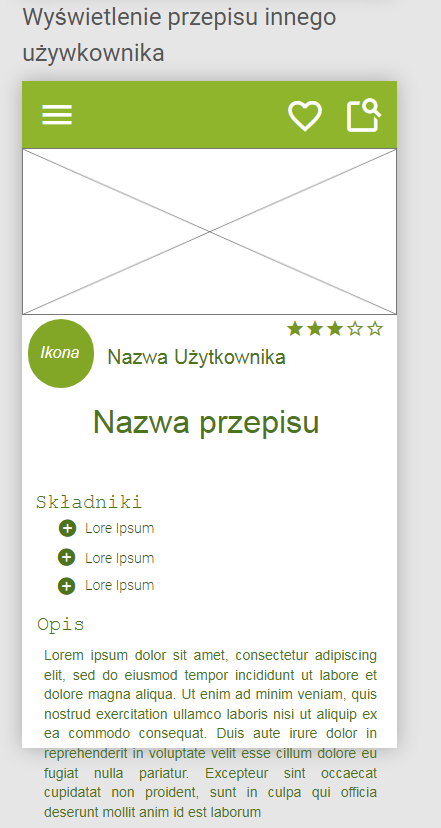 Wyświetlenie przepisu innego
użykownika
Ikona
Nazwa Użytkownika
Nazwa przepisu
Składniki
Lore Ipsum
Lore Ipsum
Lore Ipsum
Opis
Lorem ipsum dolor sit amet, consectetur adipiscing
elit, sed do eiusmod tempor incididunt ut labore et
dolore magna aliqua. Ut enim ad minim veniam, quis
nostrud exercitation ullamco laboris nisi ut aliquip ex
ea commodo consequat. Duis aute irure dolor in
reprehenderit in voluptate velit esse cillum dolore eu
fugiat nulla pariatur. Excepteur sint occaecat
cupidatat non proident, sunt in culpa qui officia
deserunt mollit anim id est laborum